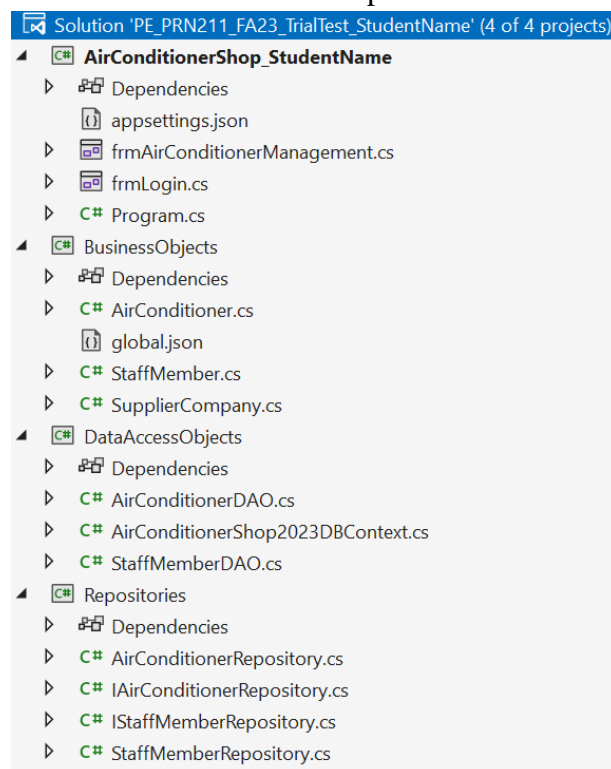 Solution 'PE_PRN211_FA23_TrialTest_StudentName' (4 of 4 projects)
C# AirConditionerShop_StudentName
Dependencies
appsettings.json
frmAirConditionerManagement.cs
frmLogin.cs
C# Program.cs
C# BusinessObjects
Dependencies
C# AirConditioner.cs
global.json
C# StaffMember.cs
C# SupplierCompany.cs
C# DataAccessObjects
Dependencies
C# AirConditionerDAO.cs
C# AirConditionerShop2023DBContext.cs
C# StaffMemberDAO.cs
C# Repositories
Dependencies
C# AirConditionerRepository.cs
C# IAirConditionerRepository.cs
C# IStaffMemberRepository.cs
C# StaffMemberRepository.cs